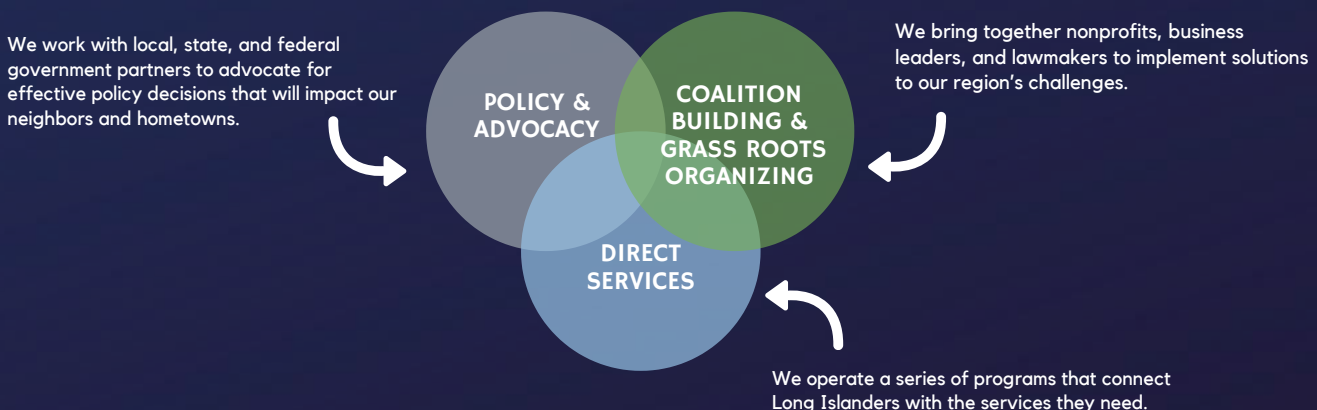 We work with local, state, and federal
government partners to advocate for
effective policy decisions that will impact our
neighbors and hometowns.
POLICY &
ADVOCACY
COALITION
BUILDING &
GRASS ROOTS
ORGANIZING
We bring together nonprofits, business
leaders, and lawmakers to implement solutions
to our region's challenges.
DIRECT
SERVICES
We operate a series of programs that connect
Long Islanders with the services they need.